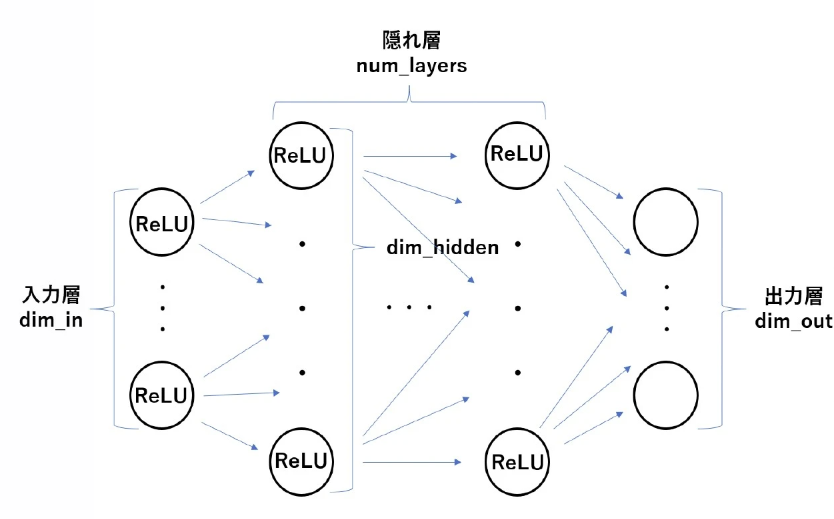 隠れ層
num_layers
ReLU
ReLU
ReLU
dim_hidden
入力層
dim_in
出力層
dim_out
ReLU
ReLU
ReLU